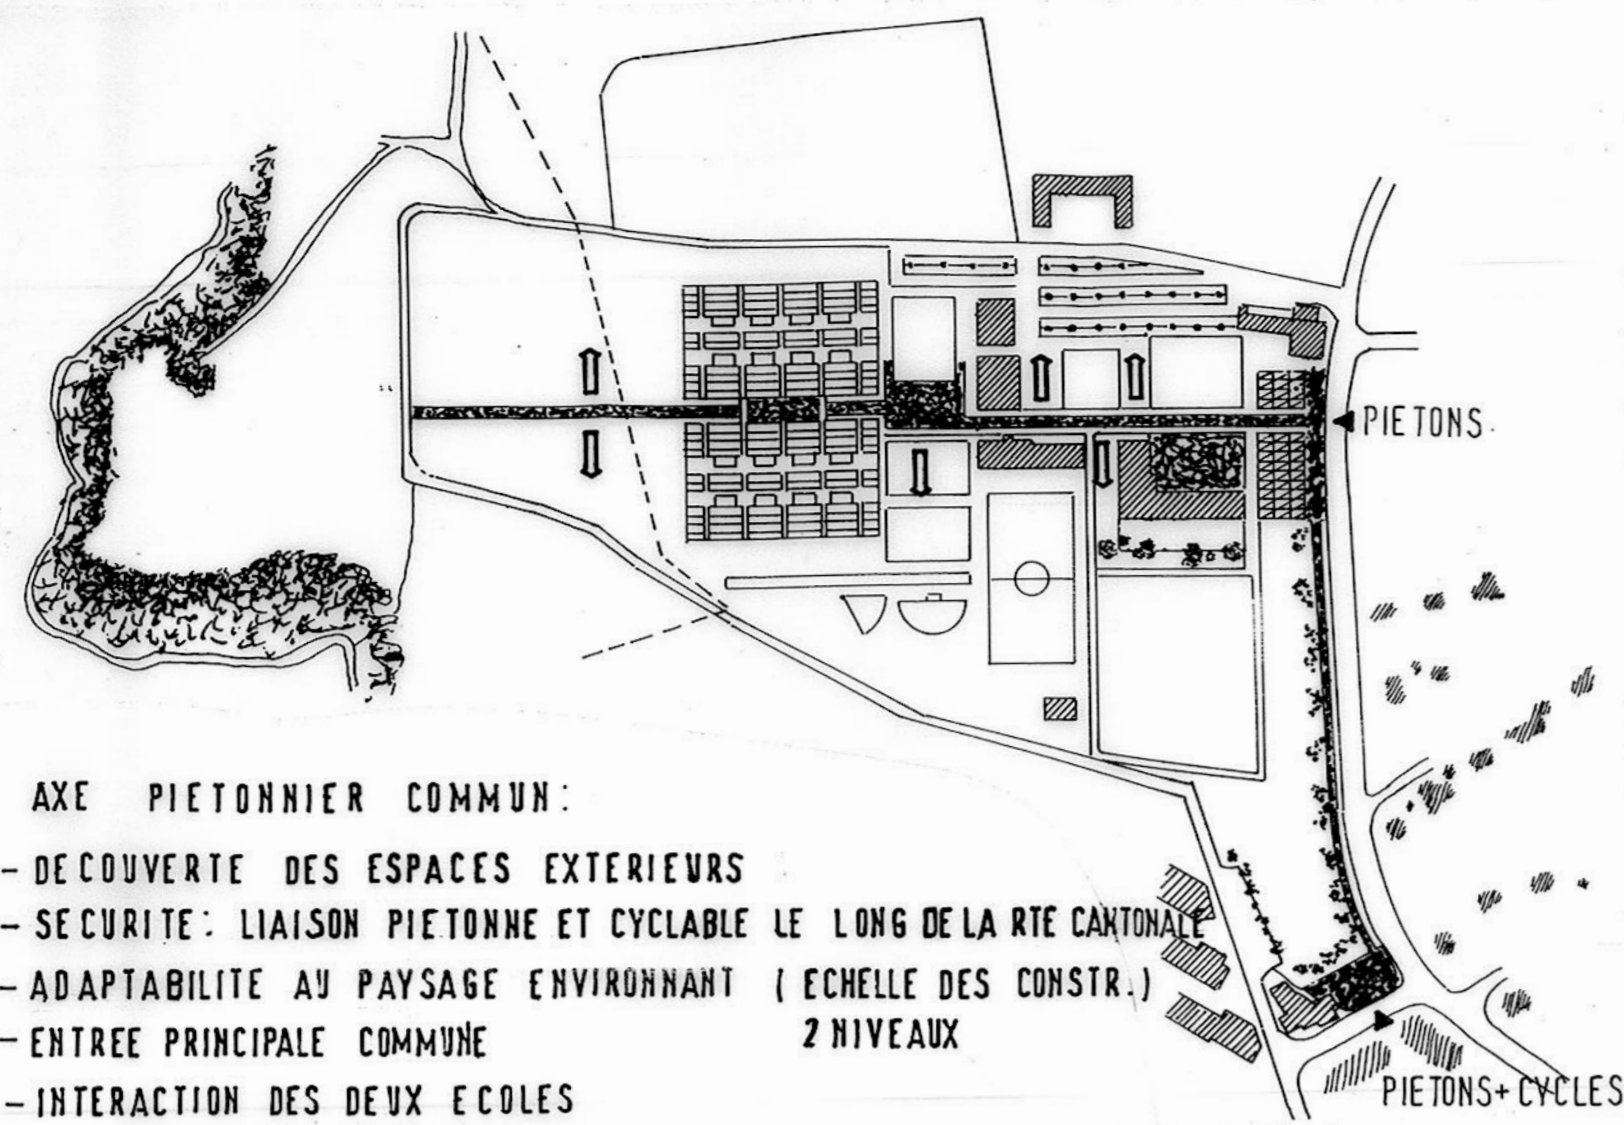 PIETONS
AXE PIETONNIER COMMUN:
- DECOUVERTE DES ESPACES EXTERIEURS
- SECURITE: LIAISON PIETONNE ET CYCLABLE LE LONG DE LA RTE CANTONALE
- ADAPTABILITE AU PAYSAGE ENVIRONNANT (ECHELLE DES CONSTR.)
2 NIVEAUX
- ENTREE PRINCIPALE COMMUNE
- INTERACTION DES DEUX ECOLES
PIETONS+CYCLES